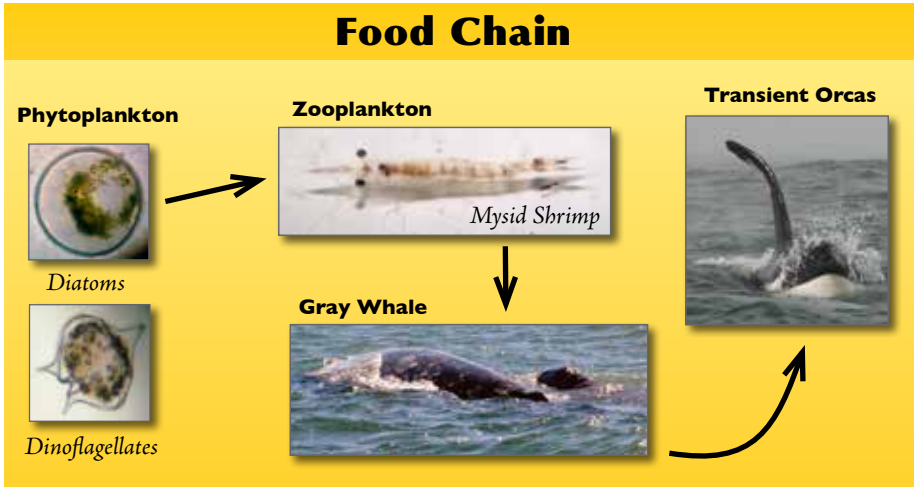 Food Chain
Phytoplankton
Diatoms
Dinoflagellates
Zooplankton
Mysid Shrimp
Gray Whale
Transient Orcas